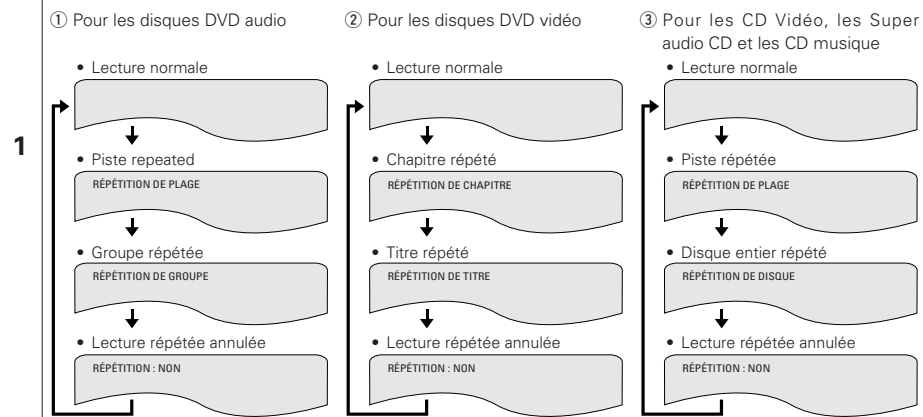 1
① Pour les disques DVD audio
• Lecture normale
• Piste repeated
RÉPÉTITION DE PLAGE
• Groupe répétée
RÉPÉTITION DE GROUPE
• Lecture répétée annulée
RÉPÉTITION : NON
② Pour les disques DVD vidéo
• Lecture normale
• Chapitre répété
RÉPÉTITION DE CHAPITRE
• Titre répété
RÉPÉTITION DE TITRE
• Lecture répétée annulée
RÉPÉTITION : NON
③ Pour les CD Vidéo, les Super
audio CD et les CD musique
• Lecture normale
• Piste répétée
RÉPÉTITION DE PLAGE
• Disque entier répété
RÉPÉTITION DE DISQUE
• Lecture répétée annulée
RÉPÉTITION : NON